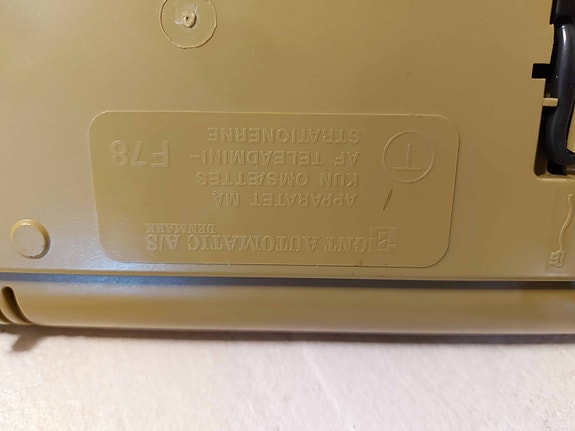 GNT AUTOMATIC A/S
DENMARK
APPARATET MÅ
KUN OMSÆTTES
AF TELEADMINI-
STRATIONERNE
F78
T